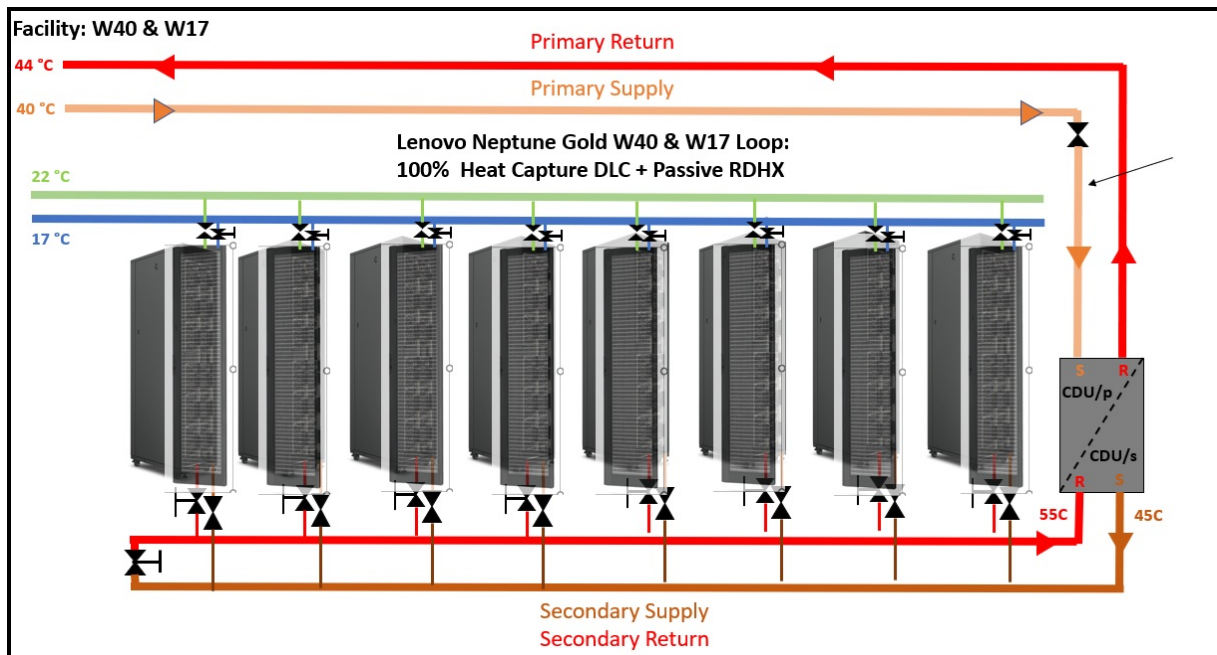 Facility: W40 & W17
Primary Return
44 °C
Primary Supply
40 °C
Lenovo Neptune Gold W40 & W17 Loop:
100% Heat Capture DLC + Passive RDHX
22 °C
17 °C
S R
CDU/p
CDU/s
R S
55C 45C
Secondary Supply
Secondary Return